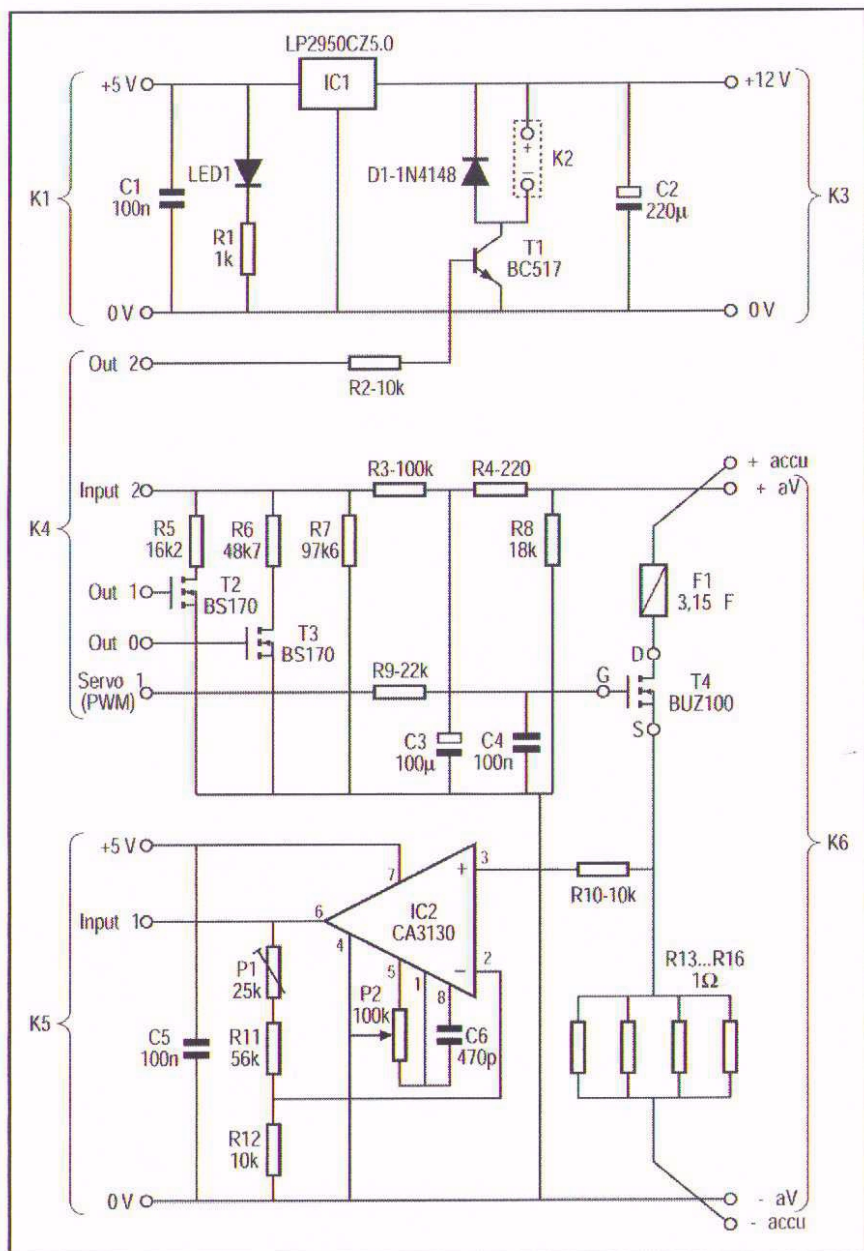 LP2950CZ5.0
+5 V
IC1
+12 V
K1
C1
100n
LED1
R1
1k
D1-1N4148
+
–
K2
C2
220µ
K3
T1
BC517
0 V
0 V
Out 2
R2-10k
K4
Input 2
R3-100k
R4-220
+ accu
+ aV
R5
16k2
R6
48k7
R7
97k6
R8
18k
F1
3,15 F
Out 1
T2
BS170
Out 0
T3
BS170
Servo 1
(PWM)
R9-22k
G
D
S
T4
BUZ100
C3
100µ
C4
100n
K6
K5
+5 V
7
+
3
R10-10k
Input 1
6
IC2
CA3130
4
–
2
5
1
8
P1
25k
P2
100k
C6
470p
R13...R16
1Ω
C5
100n
R11
56k
R12
10k
0 V
- aV
- accu